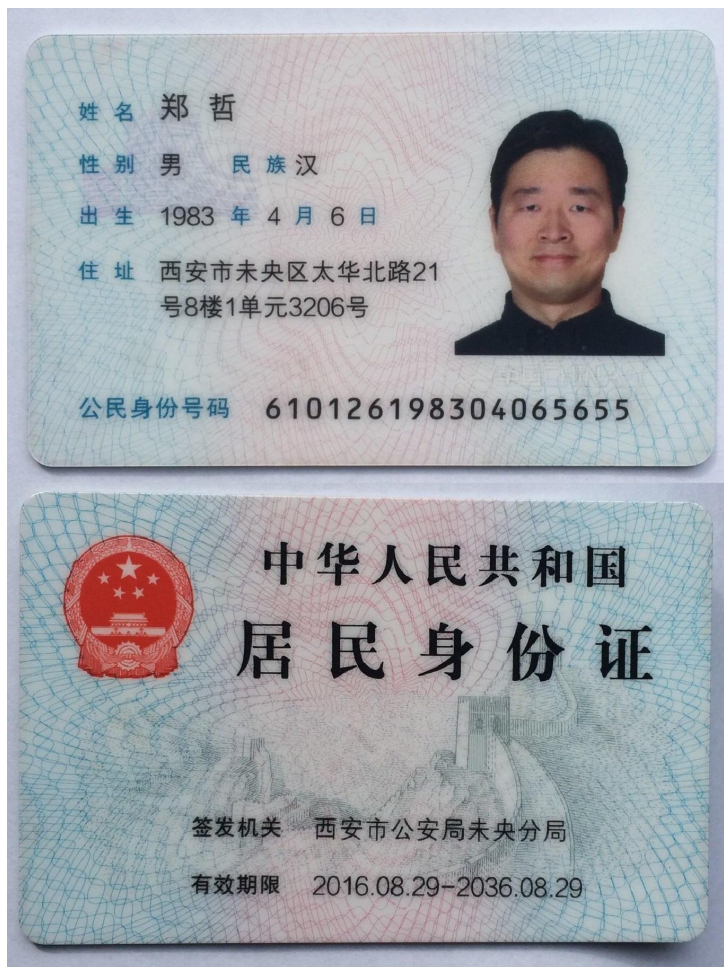 姓名 郑哲
性别 男 民族 汉
出生 1983 年 4 月 6 日
住址 西安市未央区太华北路21
号8楼1单元3206号
公民身份号码 610126198304065655
中华人民共和国
居民身份证
签发机关 西安市公安局未央分局
有效期限 2016.08.29-2036.08.29